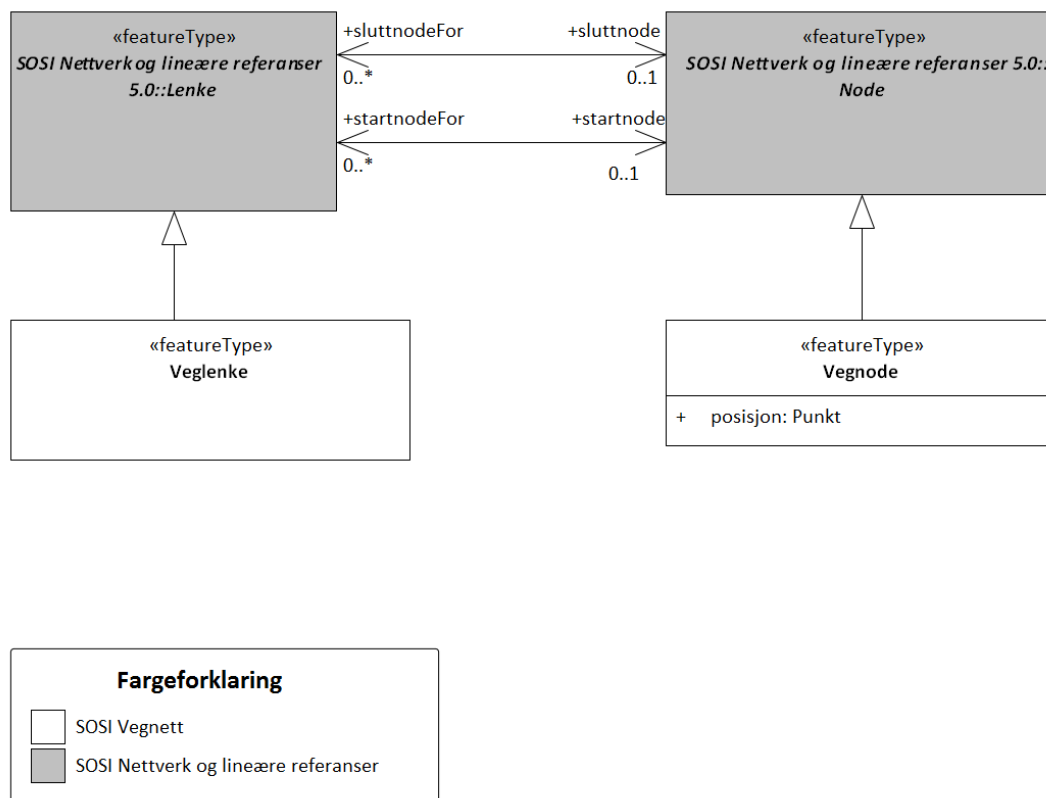 «featureType»
SOSI Nettverk og lineære referanser
5.0::Lenke
+sluttnodeFor
+sluttnode
0..*
0..1
+startnodeFor
+startnode
0..*
0..1
«featureType»
SOSI Nettverk og lineære referanser 5.0::
Node
«featureType»
Veglenke
«featureType»
Vegnode
+ posisjon: Punkt
Fargeforklaring
SOSI Vegnett
SOSI Nettverk og lineære referanser